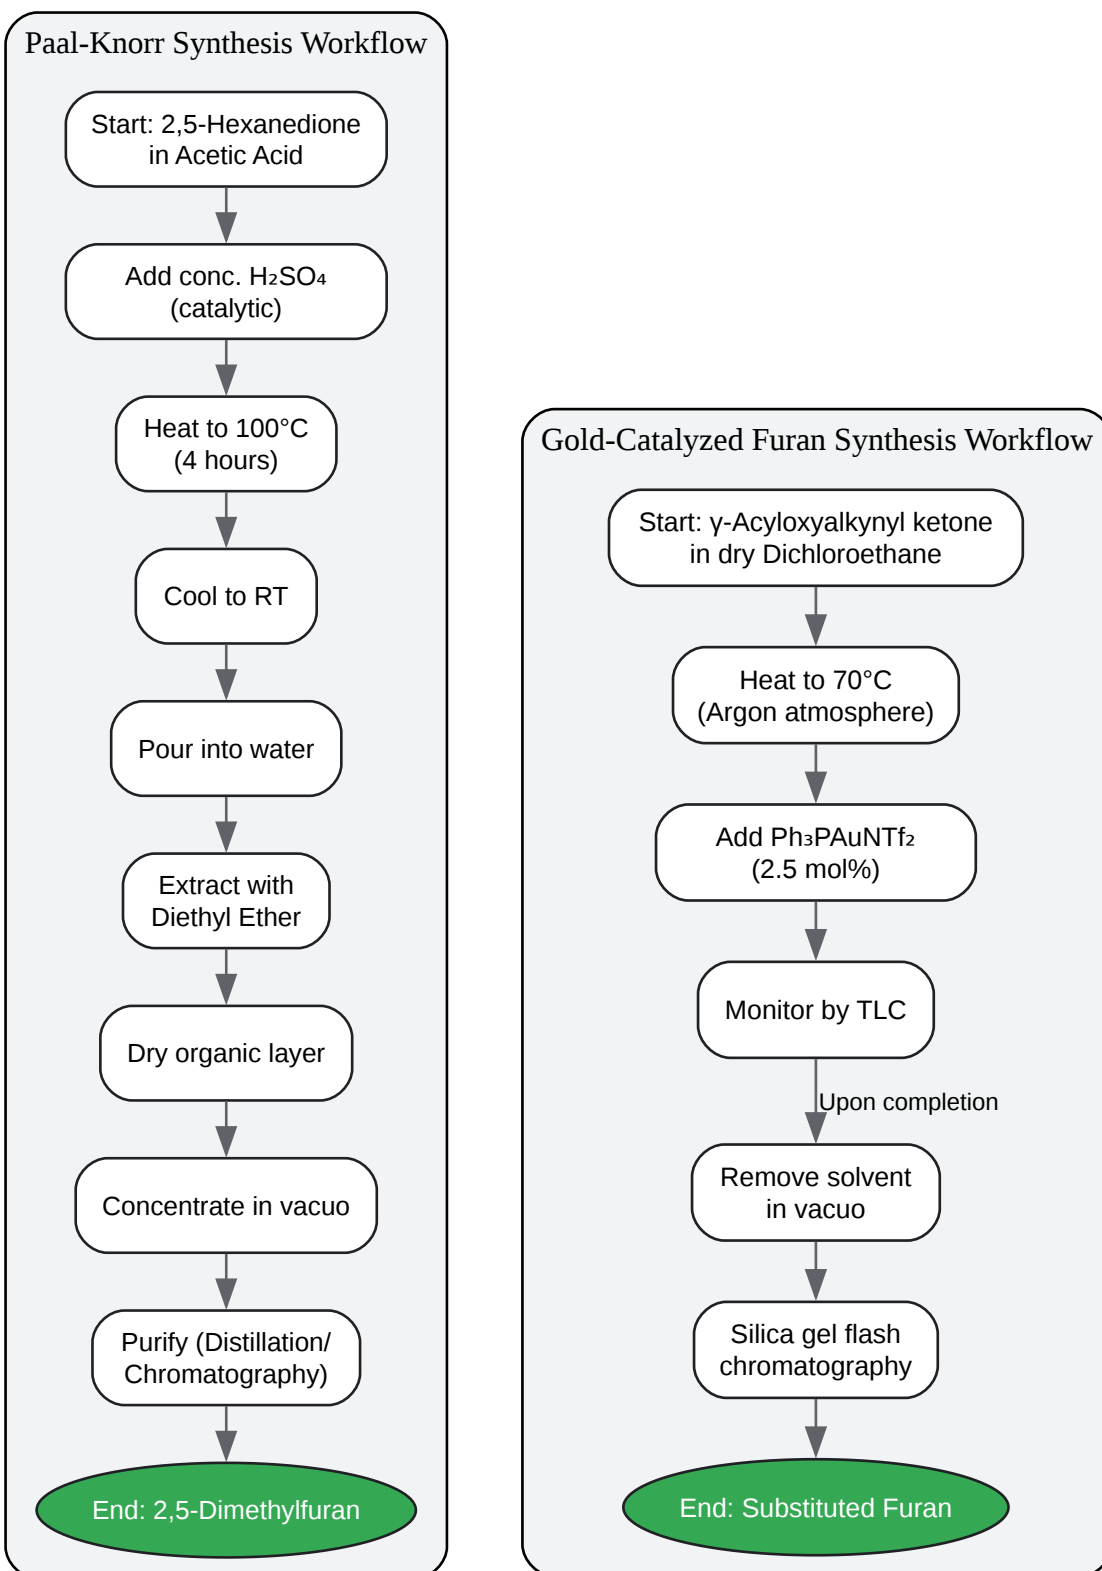 Paal-Knorr Synthesis Workflow
Start: 2,5-Hexanedione
in Acetic Acid
Add conc. H₂SO₄
(catalytic)
Heat to 100°C
(4 hours)
Cool to RT
Pour into water
Extract with
Diethyl Ether
Dry organic layer
Concentrate in vacuo
Purify (Distillation/
Chromatography)
End: 2,5-Dimethylfuran
Gold-Catalyzed Furan Synthesis Workflow
Start: γ-Acyloxyalkynyl ketone
in dry Dichloroethane
Heat to 70°C
(Argon atmosphere)
Add Ph₃PAuNTf₂
(2.5 mol%)
Monitor by TLC
Upon completion
Remove solvent
in vacuo
Silica gel flash
chromatography
End: Substituted Furan